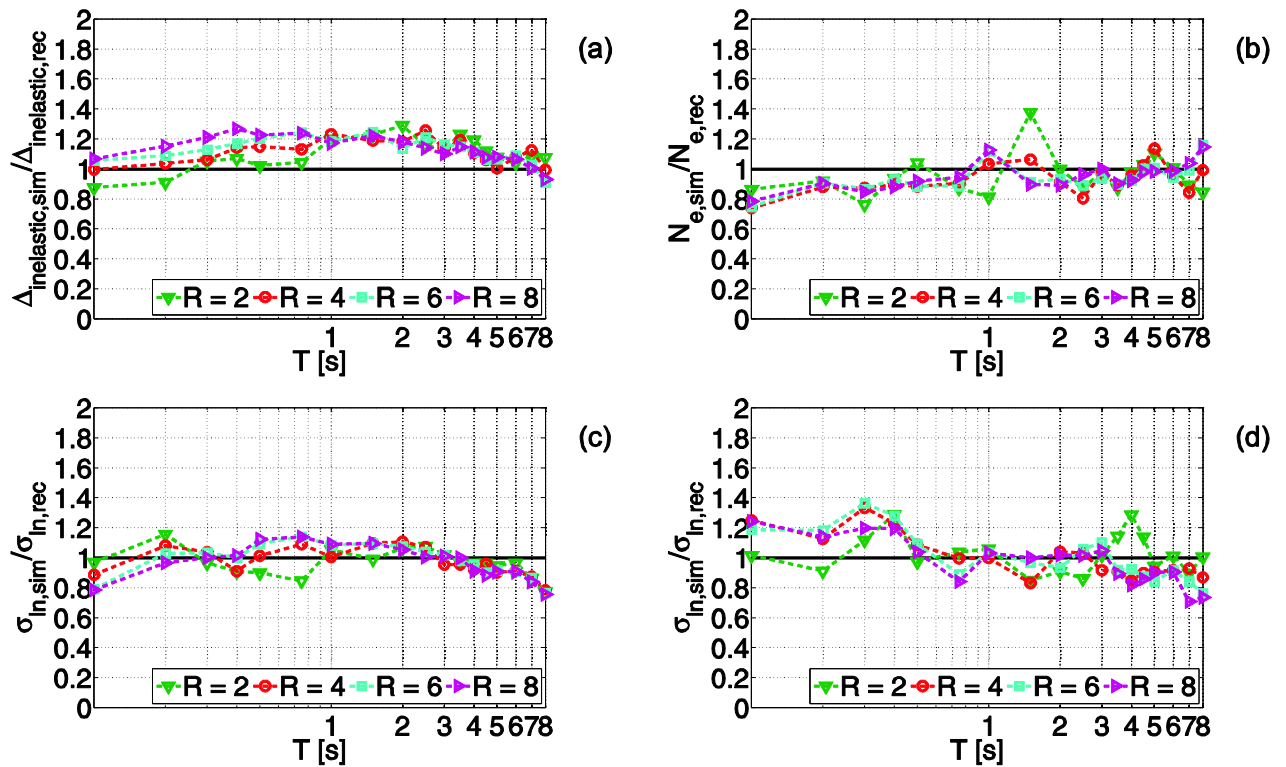 2
1.8
1.6
1.4
1.2
1
0.8
0.6
0.4
0.2
0
Δinelastic,sim/Δinelastic,rec
R = 2 R = 4 R = 6 R = 8
1 2 3 4 5 6 7 8
T [s]
(a)
2
1.8
1.6
1.4
1.2
1
0.8
0.6
0.4
0.2
0
Ne,sim/Ne,rec
R = 2 R = 4 R = 6 R = 8
1 2 3 4 5 6 7 8
T [s]
(b)
2
1.8
1.6
1.4
1.2
1
0.8
0.6
0.4
0.2
0
σln,sim/σln,rec
R = 2 R = 4 R = 6 R = 8
1 2 3 4 5 6 7 8
T [s]
(c)
2
1.8
1.6
1.4
1.2
1
0.8
0.6
0.4
0.2
0
σln,sim/σln,rec
R = 2 R = 4 R = 6 R = 8
1 2 3 4 5 6 7 8
T [s]
(d)